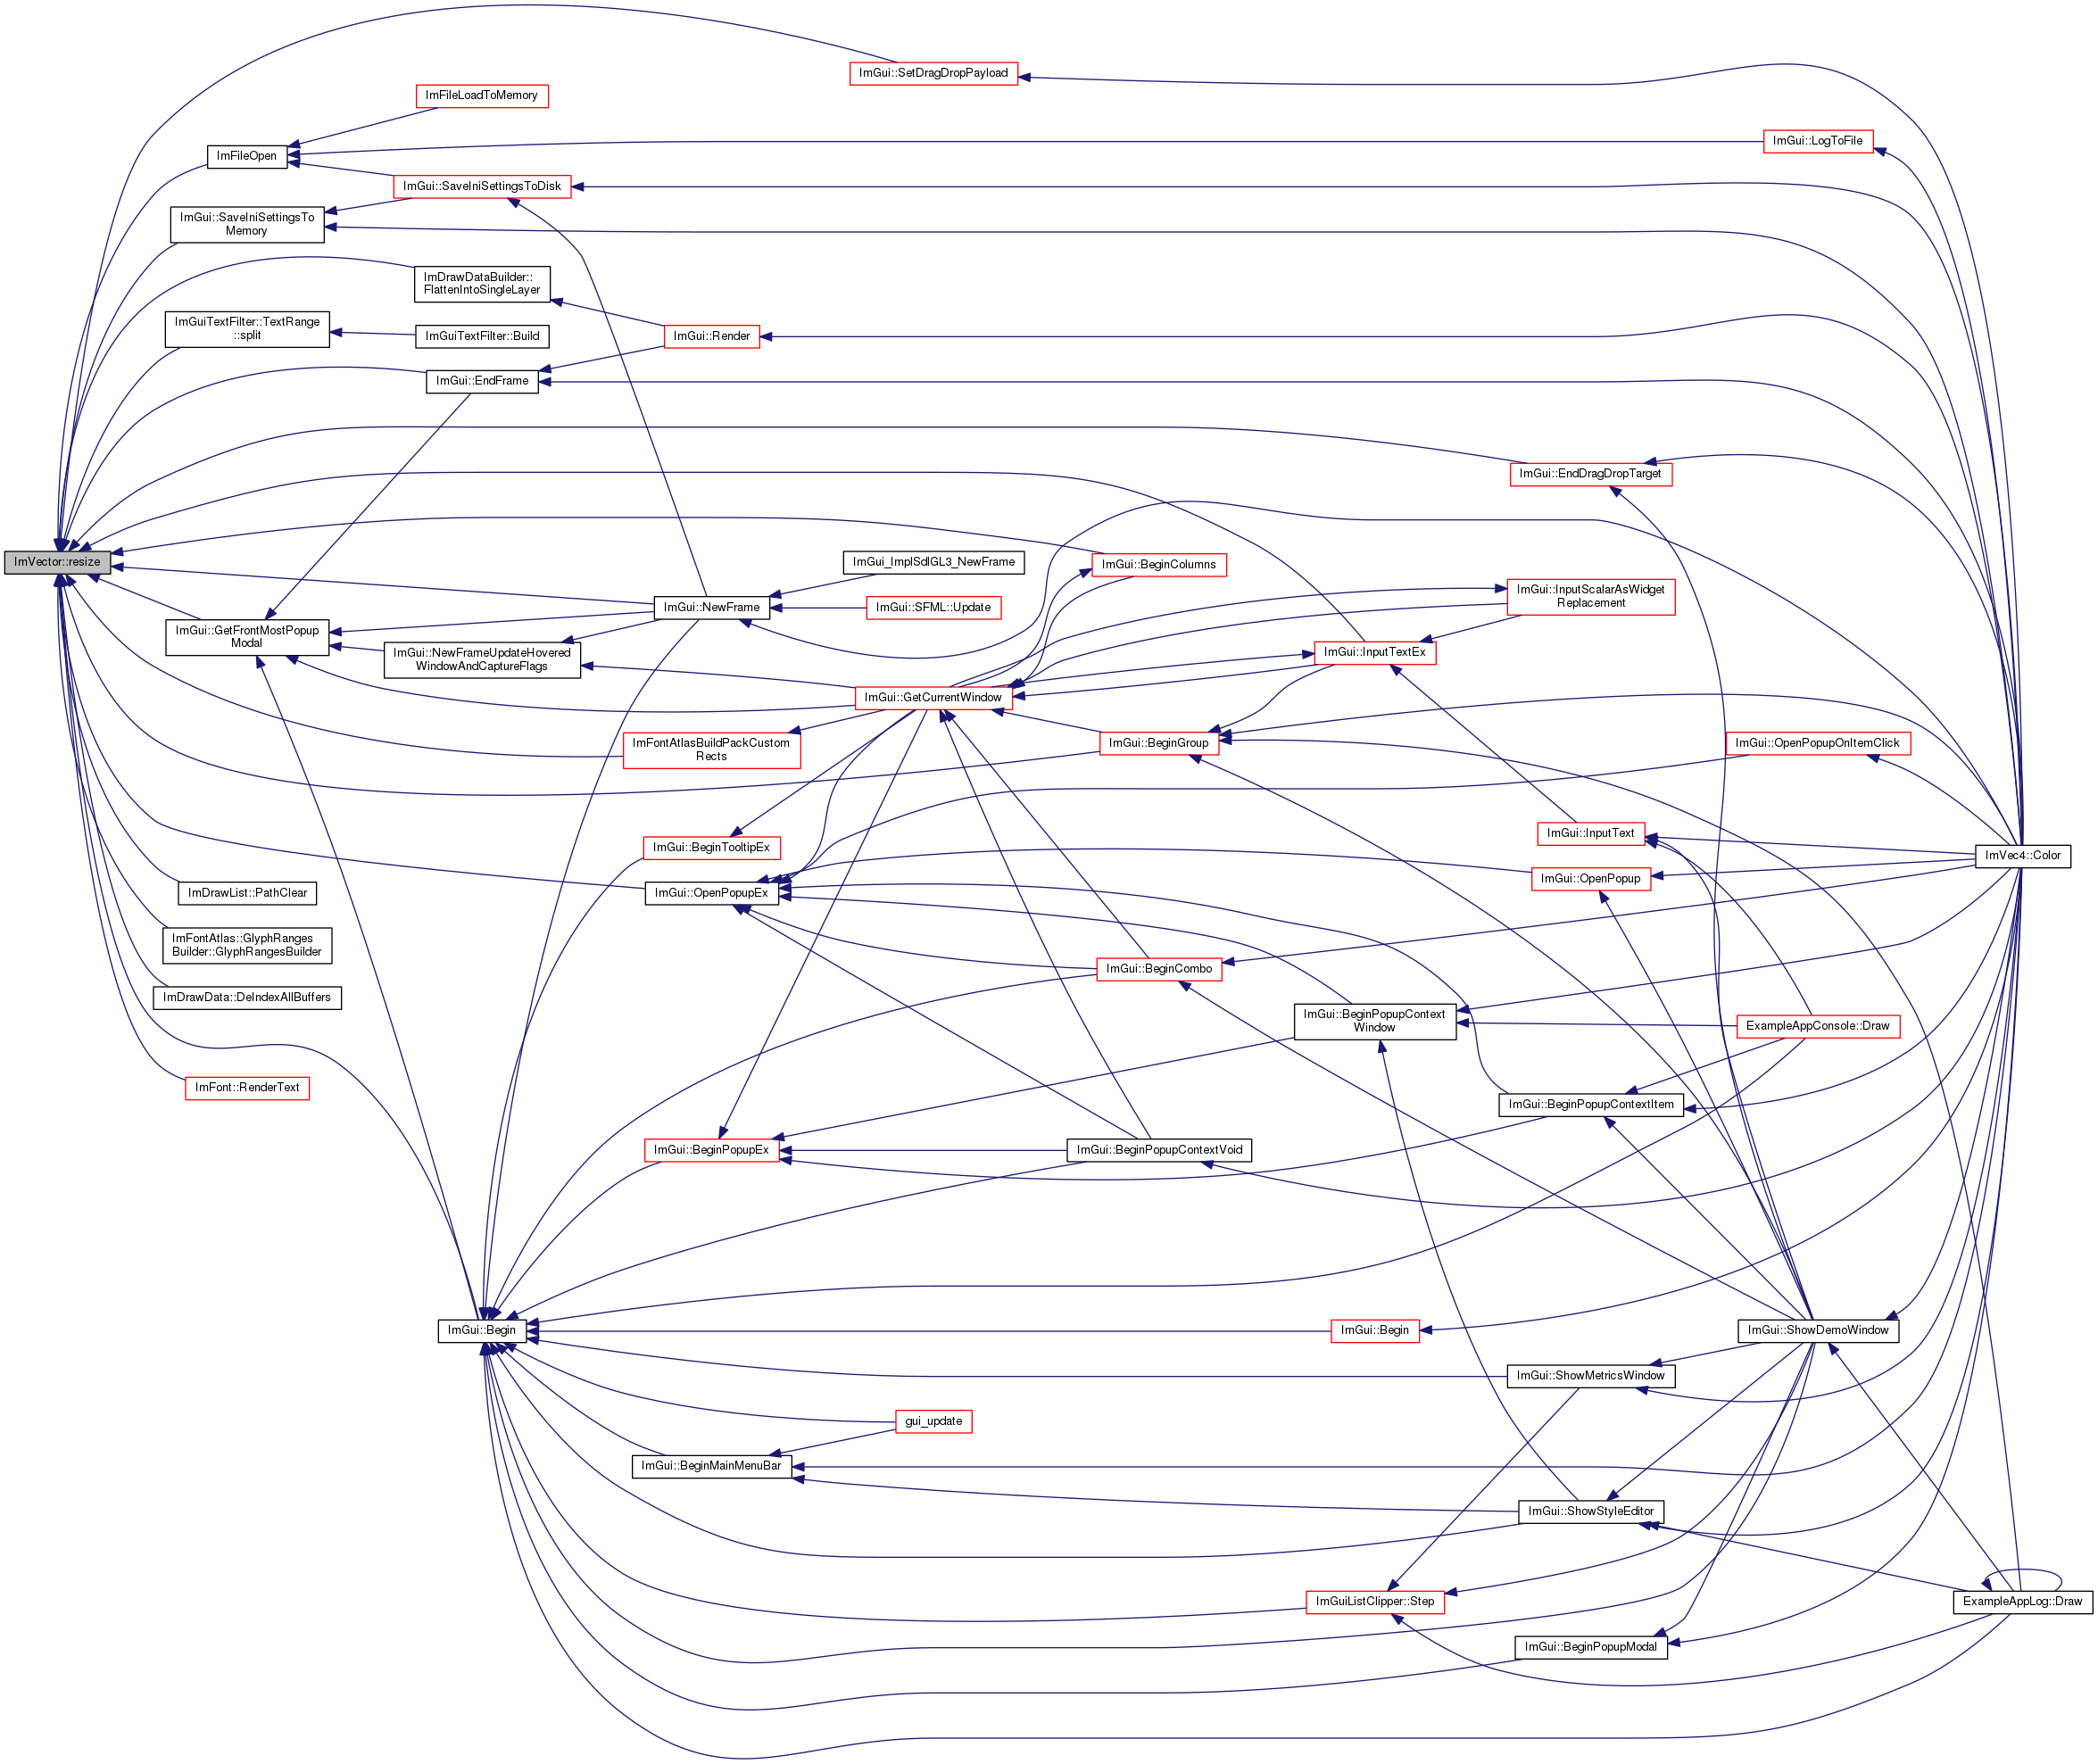 ImGui::SetDragDropPayload
ImFileLoadToMemory
ImGui::LogToFile
ImFileOpen
ImGui::SaveIniSettingsToDisk
ImGui::SaveIniSettingsTo
Memory
ImDrawDataBuilder::
FlattenIntoSingleLayer
ImGuiTextFilter::TextRange
::split
ImGuiTextFilter::Build
ImGui::Render
ImGui::EndFrame
ImGui::EndDragDropTarget
ImVector::resize
ImGui_ImplSdlGL3_NewFrame
ImGui::BeginColumns
ImGui::NewFrame
ImGui::SFML::Update
ImGui::InputScalarAsWidget
Replacement
ImGui::GetFrontMostPopup
Modal
ImGui::NewFrameUpdateHovered
WindowAndCaptureFlags
ImGui::InputTextEx
ImGui::GetCurrentWindow
ImFontAtlasBuildPackCustom
Rects
ImGui::BeginGroup
ImGui::OpenPopupOnItemClick
ImGui::InputText
ImGui::BeginTooltipEx
ImVec4::Color
ImDrawList::PathClear
ImGui::OpenPopupEx
ImGui::OpenPopup
ImFontAtlas::GlyphRanges
Builder::GlyphRangesBuilder
ImGui::BeginCombo
ImDrawData::DeIndexAllBuffers
ImGui::BeginPopupContext
Window
ExampleAppConsole::Draw
ImFont::RenderText
ImGui::BeginPopupContextItem
ImGui::BeginPopupEx
ImGui::BeginPopupContextVoid
ImGui::Begin
ImGui::Begin
ImGui::ShowDemoWindow
ImGui::ShowMetricsWindow
gui_update
ImGui::BeginMainMenuBar
ImGui::ShowStyleEditor
ImGuiListClipper::Step
ExampleAppLog::Draw
ImGui::BeginPopupModal